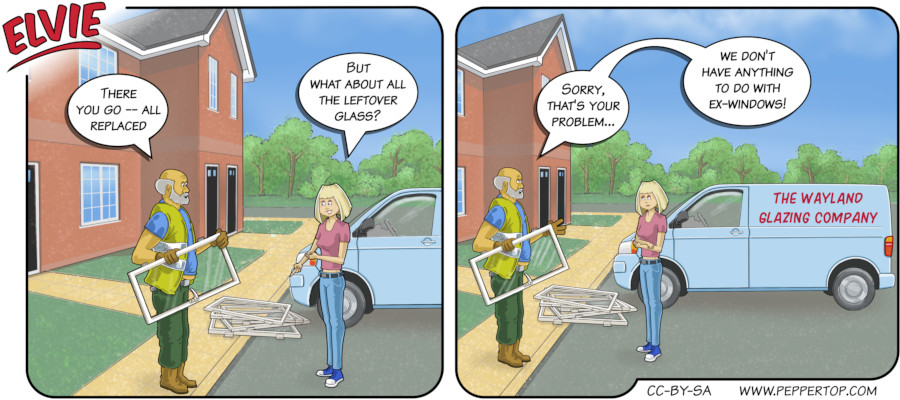 ELVIE
THERE
YOU GO -- ALL
REPLACED
BUT
WHAT ABOUT ALL
THE LEFTOVER
GLASS?
SORRY,
THAT'S YOUR
PROBLEM...
WE DON'T
HAVE ANYTHING
TO DO WITH
EX-WINDOWS!
THE WAYLAND
GLAZING COMPANY
CC-BY-SA WWW.PEPPERTOP.COM